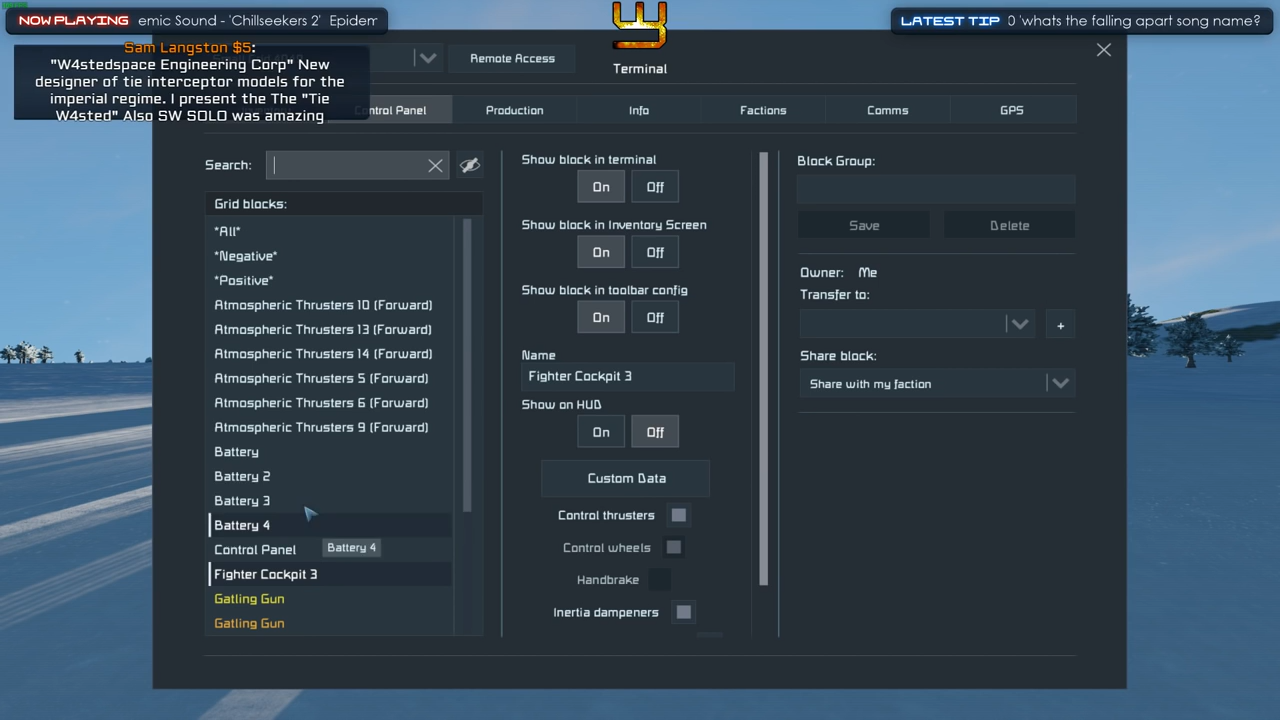 NOW PLAYING emic Sound - 'Chillseekers 2' Epidem
LATEST TIP 'whats the falling apart song name?
Sam Langston $5:
"W4stedspace Engineering Corp" New
designer of tie interceptor models for the
imperial regime. I present the The "Tie
W4sted" Also SW SOLO was amazing
Remote Access
Terminal
Control Panel
Production
Info
Factions
Comms
GPS
Search:
Grid blocks:
*All*
*Negative*
*Positive*
Atmospheric Thrusters 10 (Forward)
Atmospheric Thrusters 13 (Forward)
Atmospheric Thrusters 14 (Forward)
Atmospheric Thrusters 5 (Forward)
Atmospheric Thrusters 6 (Forward)
Atmospheric Thrusters 9 (Forward)
Battery
Battery 2
Battery 3
Battery 4
Control Panel
Battery 4
Fighter Cockpit 3
Gatling Gun
Gatling Gun
Show block in terminal
On Off
Show block in Inventory Screen
On Off
Show block in toolbar config
On Off
Name
Fighter Cockpit 3
Show on HUD
On Off
Custom Data
Control thrusters
Control wheels
Handbrake
Inertia dampeners
Block Group:
Save Delete
Owner: Me
Transfer to:
+
Share block:
Share with my faction